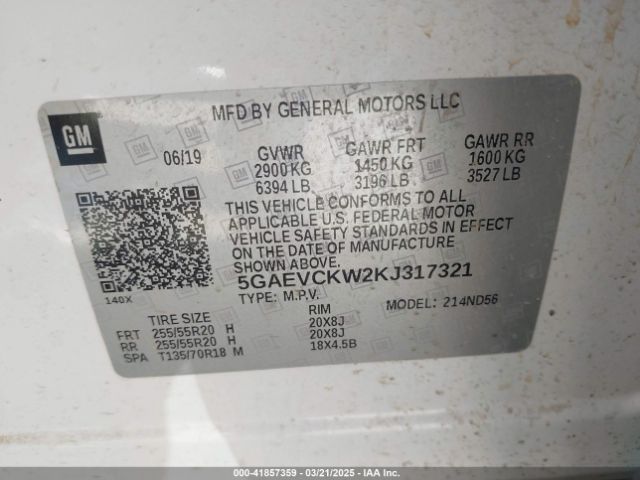 MFD BY GENERAL MOTORS LLC
GM
06/19 GVWR GAWR FRT GAWR RR
2900 KG 1450 KG 1600 KG
6394 LB 3196 LB 3527 LB
THIS VEHICLE CONFORMS TO ALL
APPLICABLE U.S. FEDERAL MOTOR
VEHICLE SAFETY STANDARDS IN EFFECT
ON THE DATE OF MANUFACTURE
SHOWN ABOVE.
5GAEVCKW2KJ317321
140X
TYPE: M.P.V. MODEL: 214ND56
TIRE SIZE RIM
FRT 255/55R20 H 20X8J
RR 255/55R20 H 20X8J
SPA T135/70R18 M 18X4.5B
000-41857359 — 03/21/2025 — IAA Inc.